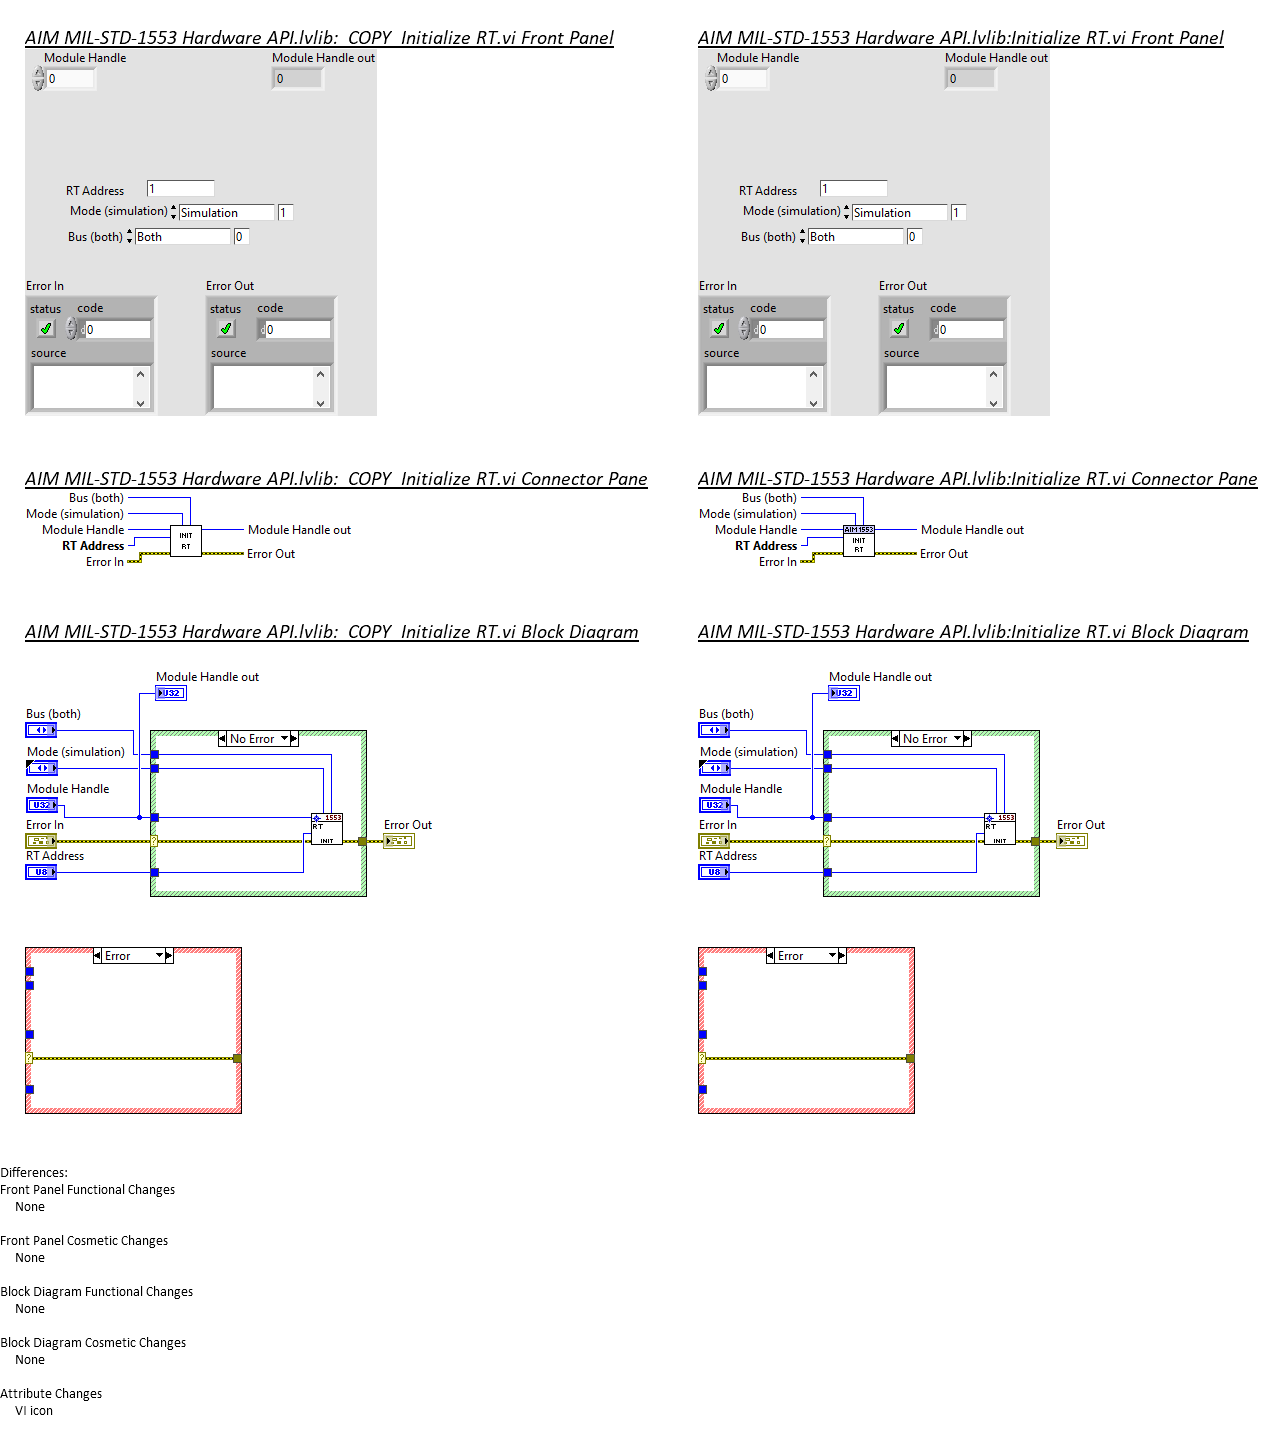 AIM MIL-STD-1553 Hardware API.lvlib:_COPY_Initialize RT.vi Front Panel
Module Handle
Module Handle out
0
0
RT Address
1
Mode (simulation)
Simulation
1
Bus (both)
Both
0
Error In
Error Out
status
code
status
code
0
0
source
source
AIM MIL-STD-1553 Hardware API.lvlib:Initialize RT.vi Front Panel
Module Handle
Module Handle out
0
0
RT Address
1
Mode (simulation)
Simulation
1
Bus (both)
Both
0
Error In
Error Out
status
code
status
code
0
0
source
source
AIM MIL-STD-1553 Hardware API.lvlib:_COPY_Initialize RT.vi Connector Pane
Bus (both)
Mode (simulation)
Module Handle
RT Address
Error In
INIT
RT
Module Handle out
Error Out
AIM MIL-STD-1553 Hardware API.lvlib:Initialize RT.vi Connector Pane
Bus (both)
Mode (simulation)
Module Handle
RT Address
Error In
AIM1553
INIT
RT
Module Handle out
Error Out
AIM MIL-STD-1553 Hardware API.lvlib:_COPY_Initialize RT.vi Block Diagram
Module Handle out
U32
Bus (both)
No Error
Mode (simulation)
Module Handle
U32
1553
RT
INIT
Error In
?
Error Out
RT Address
U8
Error
?
AIM MIL-STD-1553 Hardware API.lvlib:Initialize RT.vi Block Diagram
Module Handle out
U32
Bus (both)
No Error
Mode (simulation)
Module Handle
U32
1553
RT
INIT
Error In
?
Error Out
RT Address
U8
Error
?
Differences:
Front Panel Functional Changes
None
Front Panel Cosmetic Changes
None
Block Diagram Functional Changes
None
Block Diagram Cosmetic Changes
None
Attribute Changes
VI icon